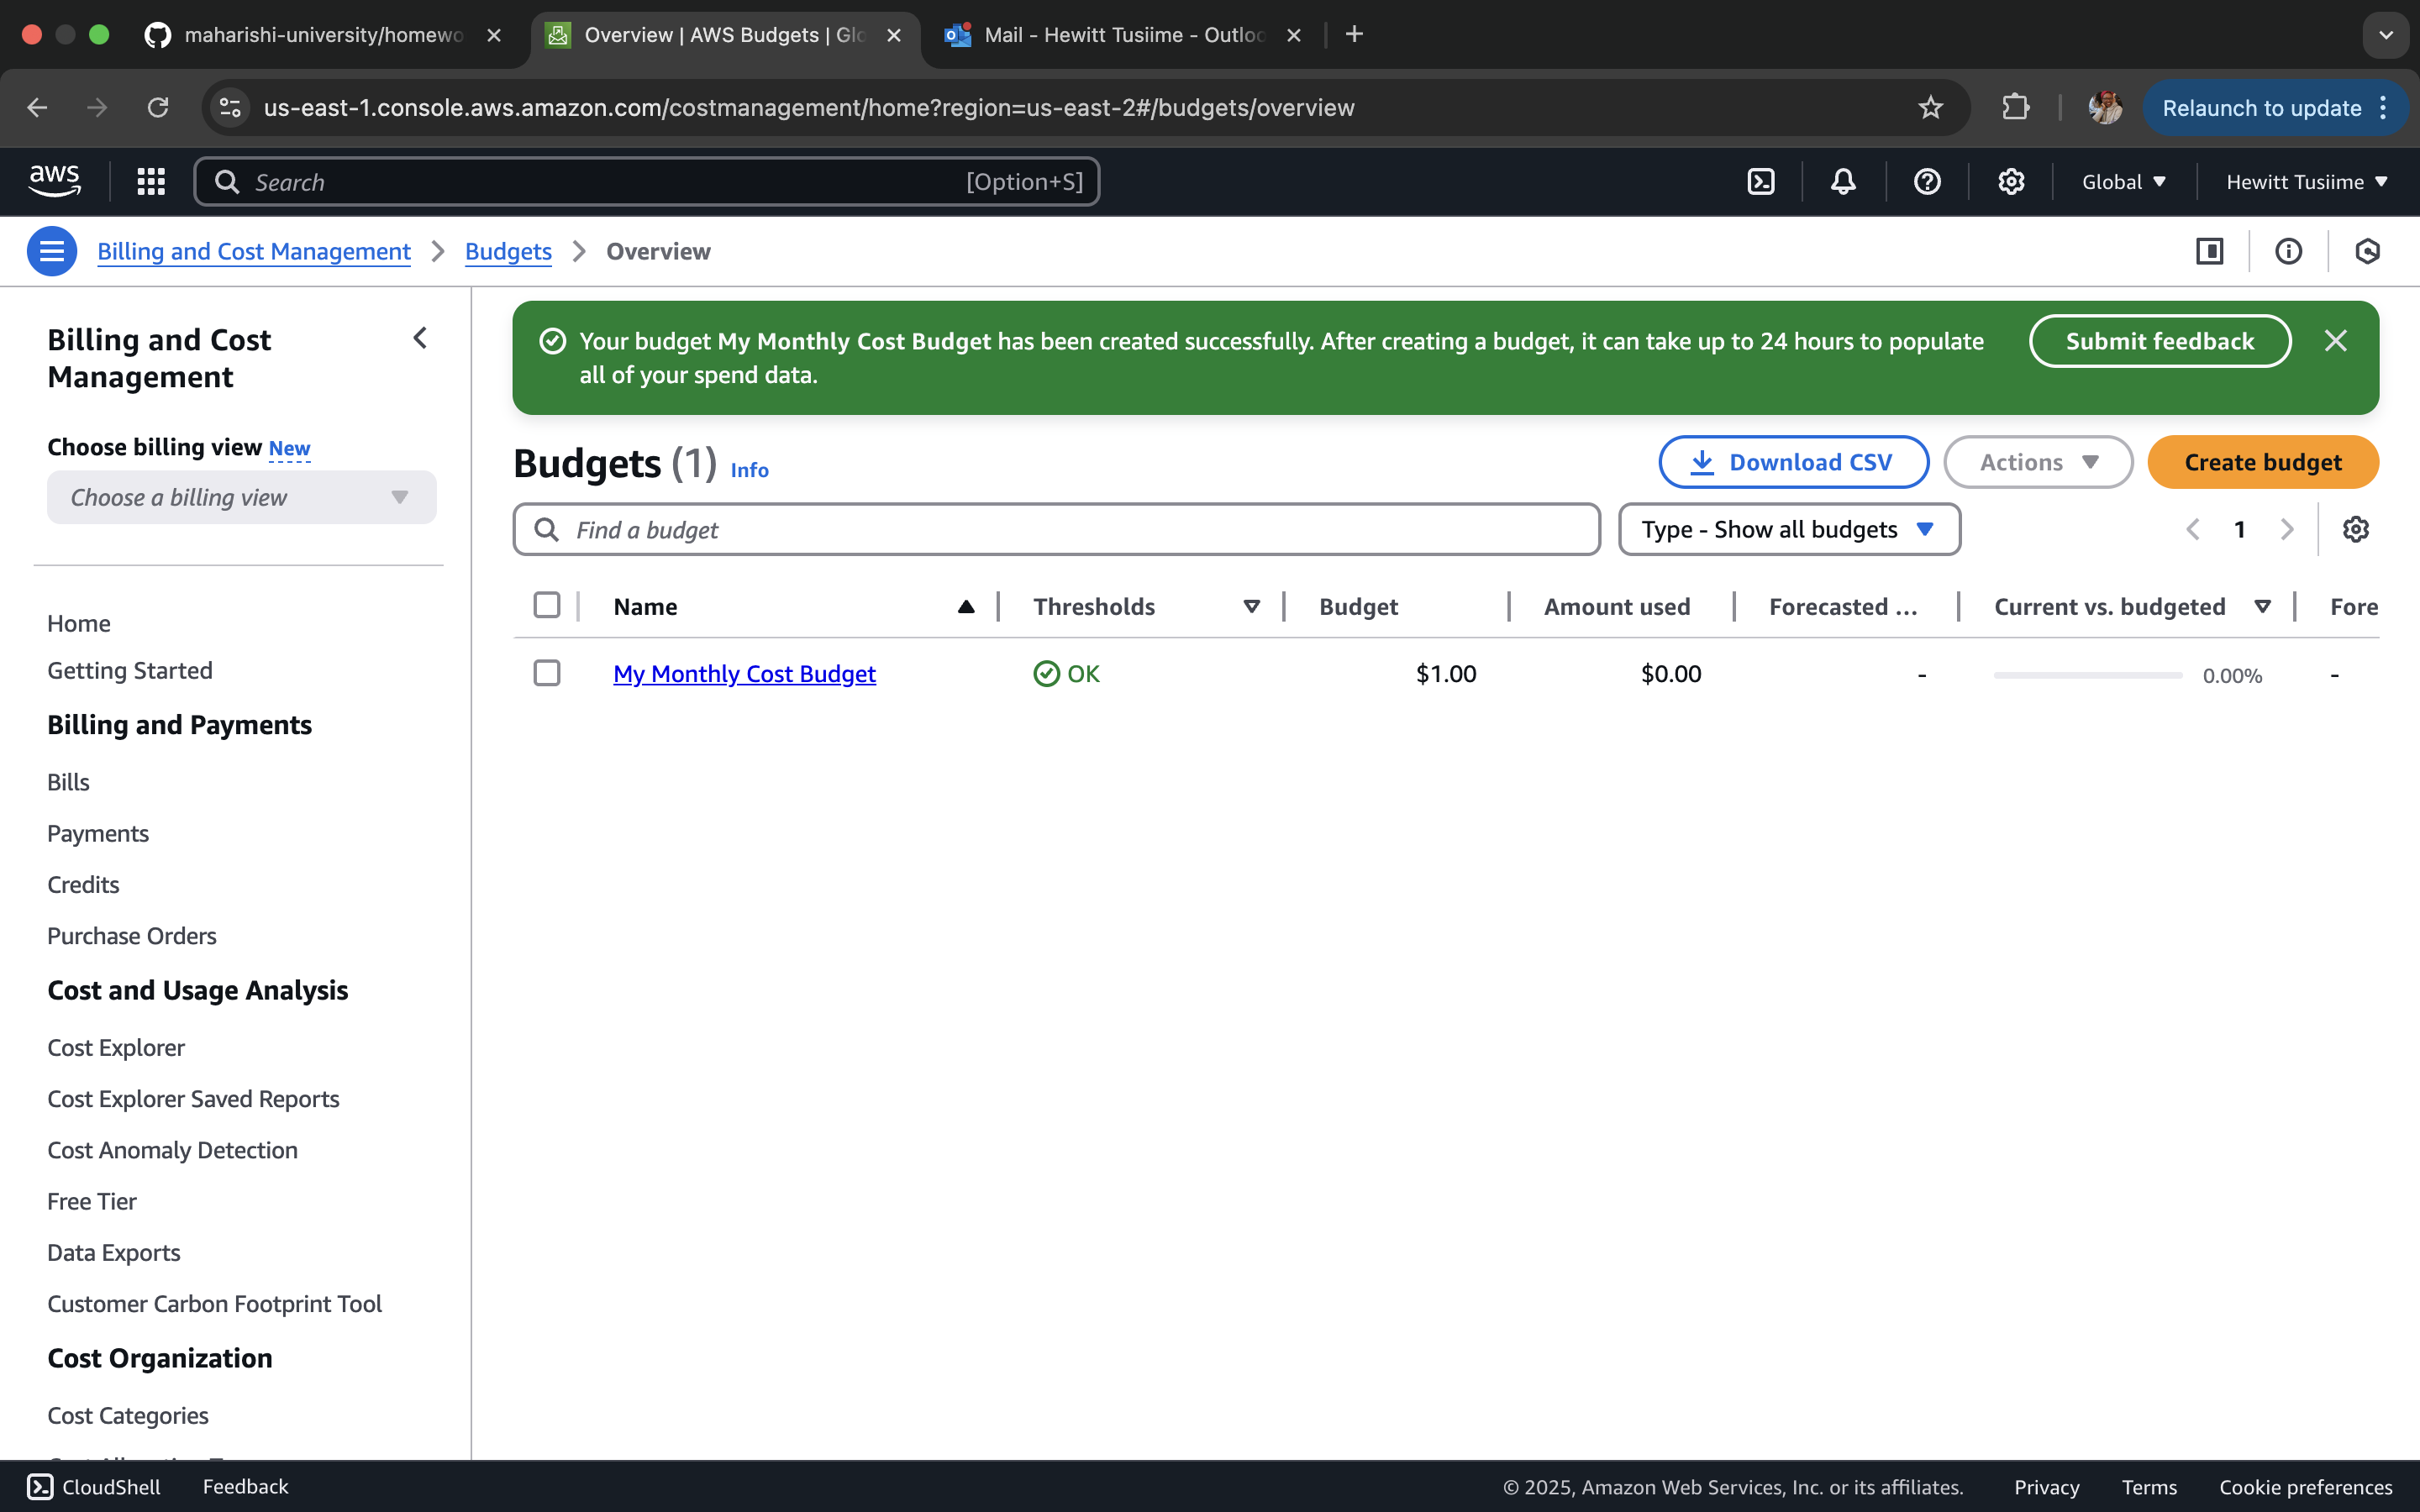 maharishi-university/homewo
Overview | AWS Budgets | Glo
Mail - Hewitt Tusiime - Outloo
us-east-1.console.aws.amazon.com/costmanagement/home?region=us-east-2#/budgets/overview
Relaunch to update
aws
Search
[Option+S]
Global
Hewitt Tusiime
Billing and Cost Management
Budgets
Overview
Billing and Cost
Management
Choose billing view New
Choose a billing view
Home
Getting Started
Billing and Payments
Bills
Payments
Credits
Purchase Orders
Cost and Usage Analysis
Cost Explorer
Cost Explorer Saved Reports
Cost Anomaly Detection
Free Tier
Data Exports
Customer Carbon Footprint Tool
Cost Organization
Cost Categories
Your budget My Monthly Cost Budget has been created successfully. After creating a budget, it can take up to 24 hours to populate
all of your spend data.
Submit feedback
Budgets (1) Info
Download CSV
Actions
Create budget
Find a budget
Type - Show all budgets
1
Name Thresholds Budget Amount used Forecasted ... Current vs. budgeted Fore
My Monthly Cost Budget OK $1.00 $0.00 - 0.00% -
CloudShell
Feedback
© 2025, Amazon Web Services, Inc. or its affiliates.
Privacy
Terms
Cookie preferences